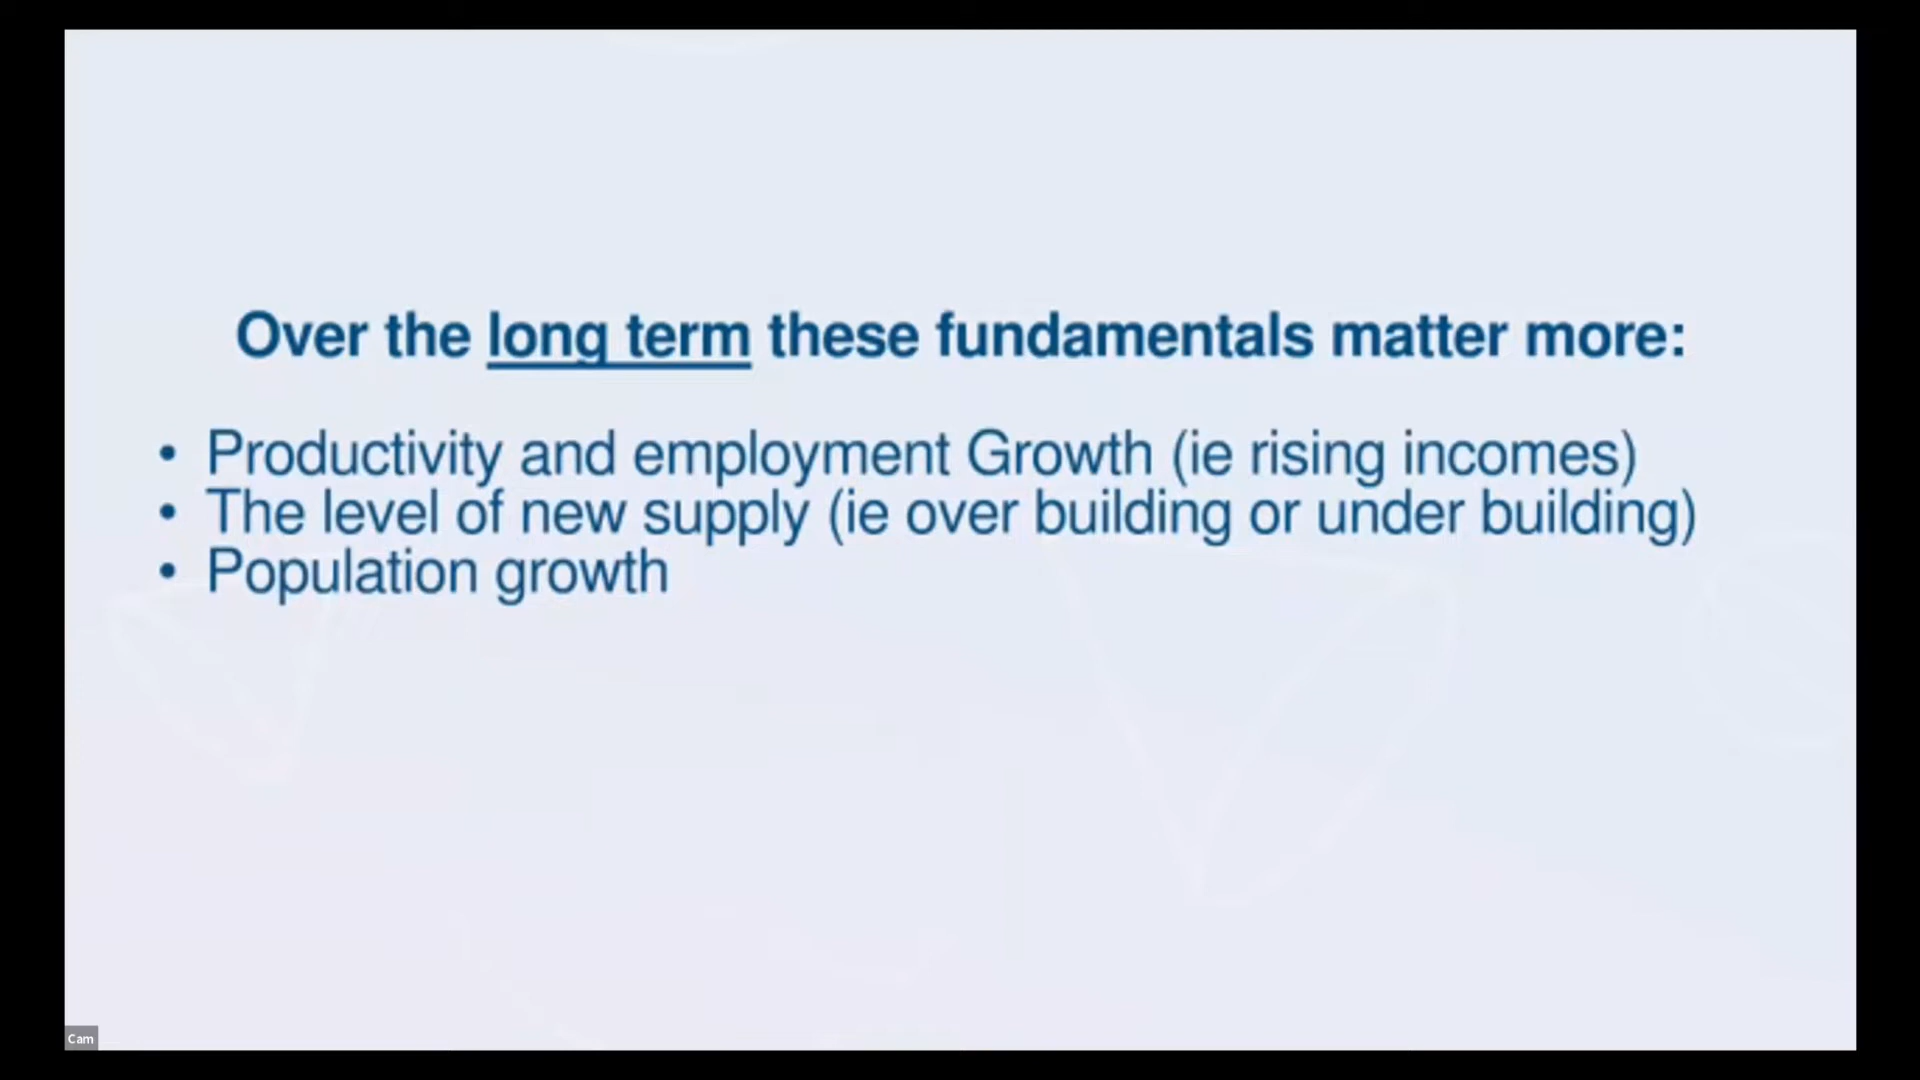 Over the long term these fundamentals matter more:
• Productivity and employment Growth (ie rising incomes)
• The level of new supply (ie over building or under building)
• Population growth
Cam